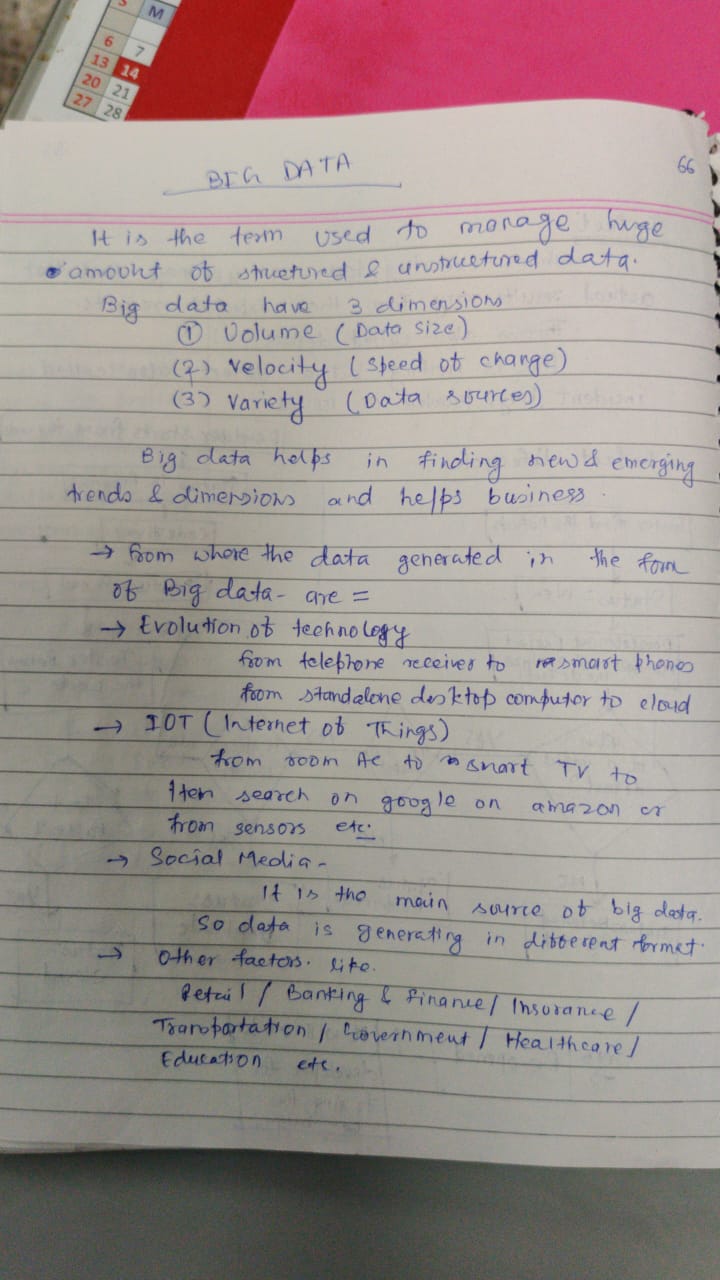 S M
6 7
13 14
20 21
27 28
66
BIG DATA
It is the term used to manage huge
amount of structured & unstructured data.
Big data have 3 dimensions
① Volume (Data Size)
(2) Velocity (Speed of change)
(3) Variety (Data sources)
Big data helps in finding new & emerging
trends & dimensions and helps business.
→ from where the data generated in the form
of Big data - are =
→ Evolution of technology
from telephone receiver to smart phones
from standalone desktop computer to cloud
→ IOT (Internet of Things)
from room AC to smart TV to
Item search on google on amazon or
from sensors etc.
→ Social Media -
It is the main source of big data.
So data is generating in different format.
→ Other factors. like.
Retail / Banking & Finance / Insurance /
Transportation / Government / Healthcare /
Education etc.